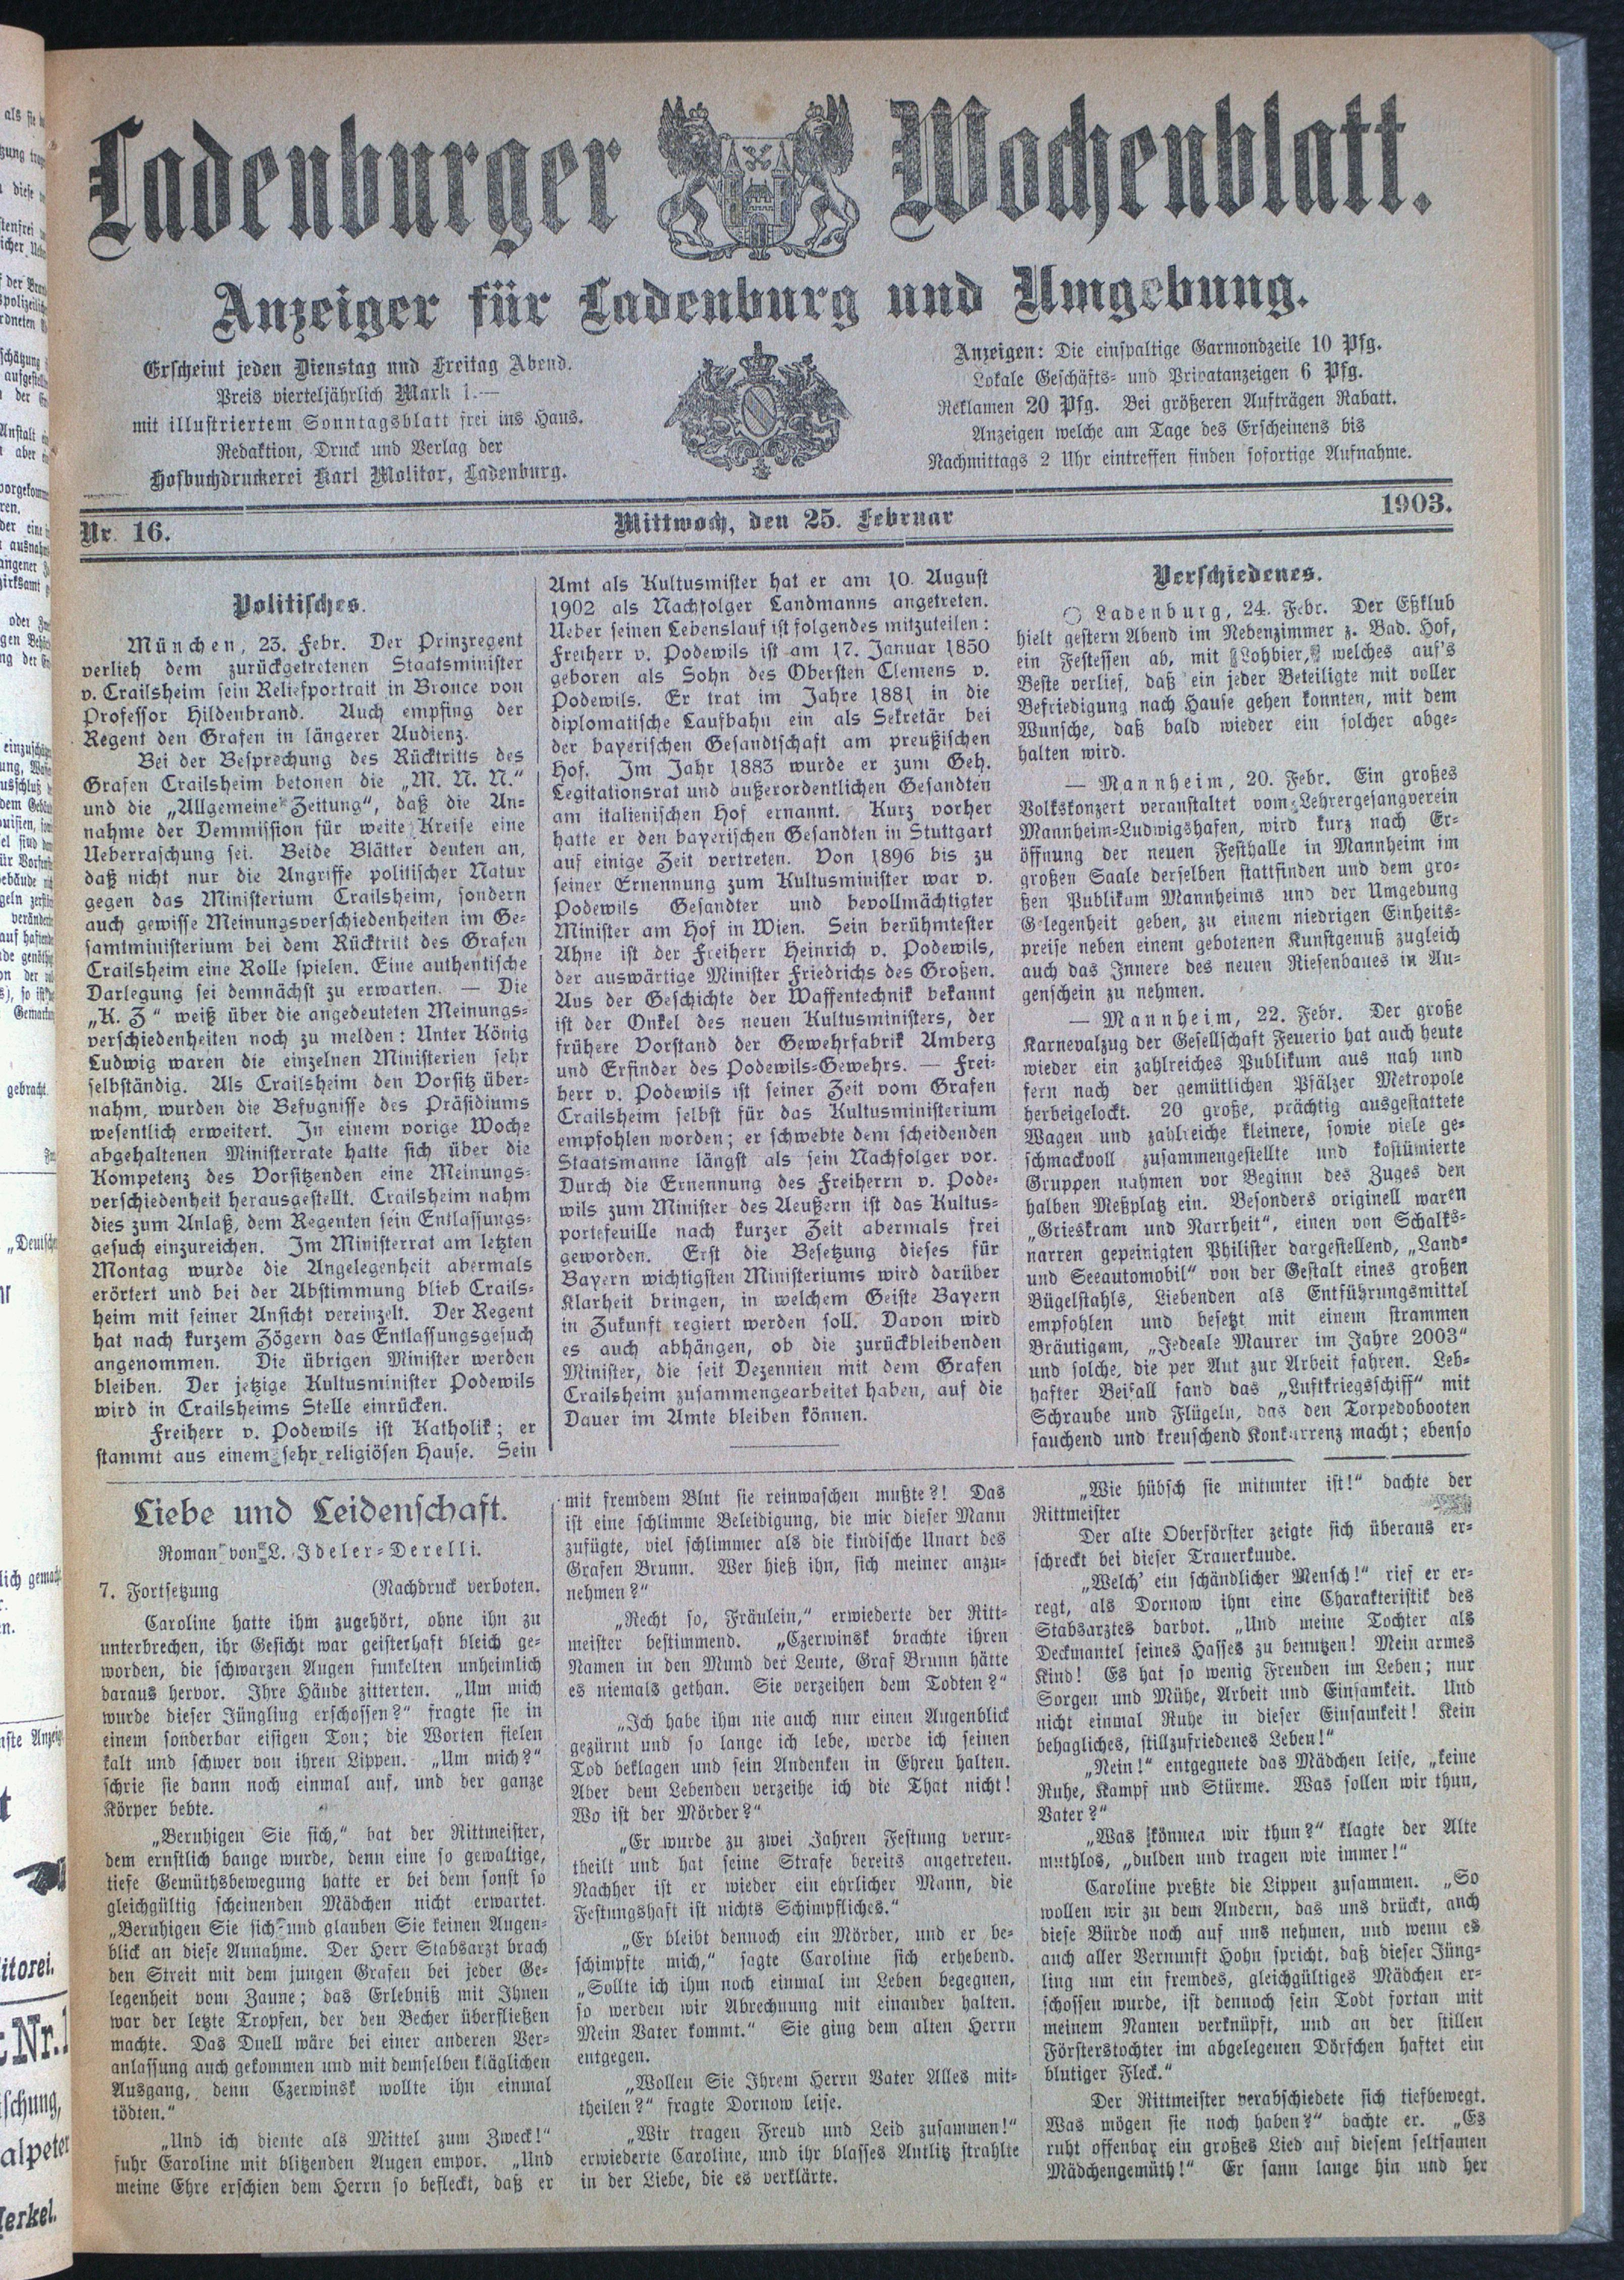 Ladenburger Wochenblatt.
Anzeiger für Ladenburg und Umgebung.
Erscheint jeden Dienstag und Freitag Abend.
Preis vierteljährlich Mark 1.—
mit illustriertem Sonntagsblatt frei ins Haus.
Redaktion, Druck und Verlag der
Hofbuchdruckerei Karl Molitor, Ladenburg.
Anzeigen: Die einspaltige Garmondzeile 10 Pfg.
Lokale Geschäfts- und Privatanzeigen 6 Pfg.
Reklamen 20 Pfg. Bei größeren Aufträgen Rabatt.
Anzeigen welche am Tage des Erscheinens bis
Nachmittags 2 Uhr eintreffen finden sofortige Aufnahme.
Nr. 16.
Mittwoch, den 25. Februar
1903.
Politisches.
München, 23. Febr. Der Prinzregent
verlieh dem zurückgetretenen Staatsminister
v. Crailsheim sein Reliefportrait in Bronce von
Professor Hildenbrand. Auch empfing der
Regent den Grafen in längerer Audienz.
Bei der Besprechung des Rücktritts des
Grafen Crailsheim betonen die „M. N. N.“
und die „Allgemeine Zeitung“, daß die An-
nahme der Demmission für weite Kreise eine
Ueberraschung sei. Beide Blätter deuten an,
daß nicht nur die Angriffe politischer Natur
gegen das Ministerium Crailsheim, sondern
auch gewisse Meinungsverschiedenheiten im Ge-
samtministerium bei dem Rücktritt des Grafen
Crailsheim eine Rolle spielen. Eine authentische
Darlegung sei demnächst zu erwarten. — Die
„K. Z“ weiß über die angedeuteten Meinungs-
verschiedenheiten noch zu melden: Unter König
Ludwig waren die einzelnen Ministerien sehr
selbständig. Als Crailsheim den Vorsitz über-
nahm, wurden die Befugnisse des Präsidiums
wesentlich erweitert. In einem vorige Woche
abgehaltenen Ministerrate hatte sich über die
Kompetenz des Vorsitzenden eine Meinungs-
verschiedenheit herausgestellt. Crailsheim nahm
dies zum Anlaß, dem Regenten sein Entlassungs-
gesuch einzureichen. Im Ministerrat am letzten
Montag wurde die Angelegenheit abermals
erörtert und bei der Abstimmung blieb Crails-
heim mit seiner Ansicht vereinzelt. Der Regent
hat nach kurzem Zögern das Entlassungsgesuch
angenommen. Die übrigen Minister werden
bleiben. Der jetzige Kultusminister Podewils
wird in Crailsheims Stelle einrücken.
Freiherr v. Podewils ist Katholik; er
stammt aus einem sehr religiösen Hause. Sein
Amt als Kultusmister hat er am 10. August
1902 als Nachfolger Landmanns angetreten.
Ueber seinen Lebenslauf ist folgendes mitzuteilen:
Freiherr v. Podewils ist am 17. Januar 1850
geboren als Sohn des Obersten Clemens v.
Podewils. Er trat im Jahre 1881 in die
diplomatische Laufbahn ein als Sekretär bei
der bayerischen Gesandtschaft am preußischen
Hof. Im Jahr 1883 wurde er zum Geh.
Legitationsrat und außerordentlichen Gesandten
am italienischen Hof ernannt. Kurz vorher
hatte er den bayerischen Gesandten in Stuttgart
auf einige Zeit vertreten. Von 1896 bis zu
seiner Ernennung zum Kultusminister war v.
Podewils Gesandter und bevollmächtigter
Minister am Hof in Wien. Sein berühmtester
Ahne ist der Freiherr Heinrich v. Podewils,
der auswärtige Minister Friedrichs des Großen.
Aus der Geschichte der Waffentechnik bekannt
ist der Onkel des neuen Kultusministers, der
frühere Vorstand der Gewehrfabrik Amberg
und Erfinder des Podewils-Gewehrs. — Frei-
herr v. Podewils ist seiner Zeit vom Grafen
Crailsheim selbst für das Kultusministerium
empfohlen worden; er schwebte dem scheidenden
Staatsmanne längst als sein Nachfolger vor.
Durch die Ernennung des Freiherrn v. Pode-
wils zum Minister des Aeußern ist das Kultus-
portefeuille nach kurzer Zeit abermals frei
geworden. Erst die Besetzung dieses für
Bayern wichtigsten Ministeriums wird darüber
Klarheit bringen, in welchem Geiste Bayern
in Zukunft regiert werden soll. Davon wird
es auch abhängen, ob die zurückbleibenden
Minister, die seit Dezennien mit dem Grafen
Crailsheim zusammengearbeitet haben, auf die
Dauer im Amte bleiben können.
Verschiedenes.
Ladenburg, 24. Febr. Der Eßklub
hielt gestern Abend im Nebenzimmer z. Bad. Hof,
ein Festessen ab, mit Lohbier, welches auf's
Beste verlief, daß ein jeder Beteiligte mit voller
Befriedigung nach Hause gehen konnten, mit dem
Wunsche, daß bald wieder ein solcher abge-
halten wird.
— Mannheim, 20. Febr. Ein großes
Volkskonzert veranstaltet vom Lehrergesangverein
Mannheim-Ludwigshafen, wird kurz nach Er-
öffnung der neuen Festhalle in Mannheim im
großen Saale derselben stattfinden und dem gro-
ßen Publikum Mannheims und der Umgebung
Gelegenheit geben, zu einem niedrigen Einheits-
preise neben einem gebotenen Kunstgenuß zugleich
auch das Innere des neuen Riesenbaues in Au-
genschein zu nehmen.
— Mannheim, 22. Febr. Der große
Karnevalzug der Gesellschaft Feuerio hat auch heute
wieder ein zahlreiches Publikum aus nah und
fern nach der gemütlichen Pfälzer Metropole
herbeigelockt. 20 große, prächtig ausgestattete
Wagen und zahlreiche kleinere, sowie viele ge-
schmackvoll zusammengestellte und kostümierte
Gruppen nahmen vor Beginn des Zuges den
halben Meßplatz ein. Besonders originell waren
„Grieskram und Narrheit“, einen von Schalks-
narren gepeinigten Philister dargestellend, „Land-
und Seeautomobil“ von der Gestalt eines großen
Bügelstahls, Liebenden als Entführungsmittel
empfohlen und besetzt mit einem strammen
Bräutigam, „Jedeale Maurer im Jahre 2003“
und solche, die per Aut zur Arbeit fahren. Leb-
hafter Beifall fand das „Luftkriegsschiff“ mit
Schraube und Flügeln, das den Torpedobooten
fauchend und kreuschend Konkurrenz macht; ebenso
Liebe und Leidenschaft.
Roman von L. Ideler-Derelli.
7. Fortsetzung (Nachdruck verboten.
Caroline hatte ihm zugehört, ohne ihn zu
unterbrechen, ihr Gesicht war geisterhaft bleich ge-
worden, die schwarzen Augen funkelten unheimlich
daraus hervor. Ihre Hände zitterten. „Um mich
wurde dieser Jüngling erschossen?“ fragte sie in
einem sonderbar eisigen Ton; die Worten fielen
kalt und schwer von ihren Lippen. „Um mich?“
schrie sie dann noch einmal auf, und der ganze
Körper bebte.
„Beruhigen Sie sich,“ bat der Rittmeister,
dem ernstlich bange wurde, denn eine so gewaltige,
tiefe Gemüthsbewegung hatte er bei dem sonst so
gleichgültig scheinenden Mädchen nicht erwartet.
„Beruhigen Sie sich und glauben Sie keinen Augen-
blick an diese Annahme. Der Herr Stabsarzt brach
den Streit mit dem jungen Grafen bei jeder Ge-
legenheit vom Zaune; das Erlebniß mit Ihnen
war der letzte Tropfen, der den Becher überfließen
machte. Das Duell wäre bei einer anderen Ver-
anlassung auch gekommen und mit demselben kläglichen
Ausgang, denn Czerwinsk wollte ihn einmal
tödten.“
„Und ich diente als Mittel zum Zweck!“
fuhr Caroline mit blitzenden Augen empor. „Und
meine Ehre erschien dem Herrn so befleckt, daß er
mit fremdem Blut sie reinwaschen mußte?! Das
ist eine schlimme Beleidigung, die mir dieser Mann
zufügte, viel schlimmer als die kindische Unart des
Grafen Brunn. Wer hieß ihn, sich meiner anzu-
nehmen?“
„Recht so, Fräulein,“ erwiederte der Ritt-
meister bestimmend. „Czerwinsk brachte ihren
Namen in den Mund der Leute, Graf Brunn hätte
es niemals gethan. Sie verzeihen dem Todten?“
„Ich habe ihm nie auch nur einen Augenblick
gezürnt und so lange ich lebe, werde ich seinen
Tod beklagen und sein Andenken in Ehren halten.
Aber dem Lebenden verzeihe ich die That nicht!
Wo ist der Mörder?“
„Er wurde zu zwei Jahren Festung verur-
theilt und hat seine Strafe bereits angetreten.
Nachher ist er wieder ein ehrlicher Mann, die
Festungshaft ist nichts Schimpfliches.“
„Er bleibt dennoch ein Mörder, und er be-
schimpfte mich,“ sagte Caroline sich erhebend.
„Sollte ich ihm noch einmal im Leben begegnen,
so werden wir Abrechnung mit einander halten.
Mein Vater kommt.“ Sie ging dem alten Herrn
entgegen.
„Wollen Sie Ihrem Herrn Vater Alles mit-
theilen?“ fragte Dornow leise.
„Wir tragen Freud und Leid zusammen!“
erwiederte Caroline, und ihr blasses Antlitz strahlte
in der Liebe, die es verklärte.
„Wie hübsch sie mitunter ist!“ dachte der
Rittmeister
Der alte Oberförster zeigte sich überaus er-
schreckt bei dieser Trauerkunde.
„Welch' ein schändlicher Mensch!“ rief er er-
regt, als Dornow ihm eine Charakteristik des
Stabsarztes darbot. „Und meine Tochter als
Deckmantel seines Hasses zu benutzen! Mein armes
Kind! Es hat so wenig Freuden im Leben; nur
Sorgen und Mühe, Arbeit und Einsamkeit. Und
nicht einmal Ruhe in dieser Einsamkeit! Kein
behagliches, stillzufriedenes Leben!“
„Nein!“ entgegnete das Mädchen leise, „keine
Ruhe, Kampf und Stürme. Was sollen wir thun,
Vater?“
„Was können wir thun?“ klagte der Alte
muthlos, „dulden und tragen wie immer!“
Caroline preßte die Lippen zusammen. „So
wollen wir zu dem Andern, das uns drückt, auch
diese Bürde noch auf uns nehmen, und wenn es
auch aller Vernunft Hohn spricht, daß dieser Jüng-
ling um ein fremdes, gleichgültiges Mädchen er-
schossen wurde, ist dennoch sein Todt fortan mit
meinem Namen verknüpft, und an der stillen
Försterstochter im abgelegenen Dörfchen haftet ein
blutiger Fleck.“
Der Rittmeister verabschiedete sich tiefbewegt.
Was mögen sie noch haben?“ dachte er. „Es
ruht offenbar ein großes Lied auf diesem seltsamen
Mädchengemüth!“ Er sann lange hin und her